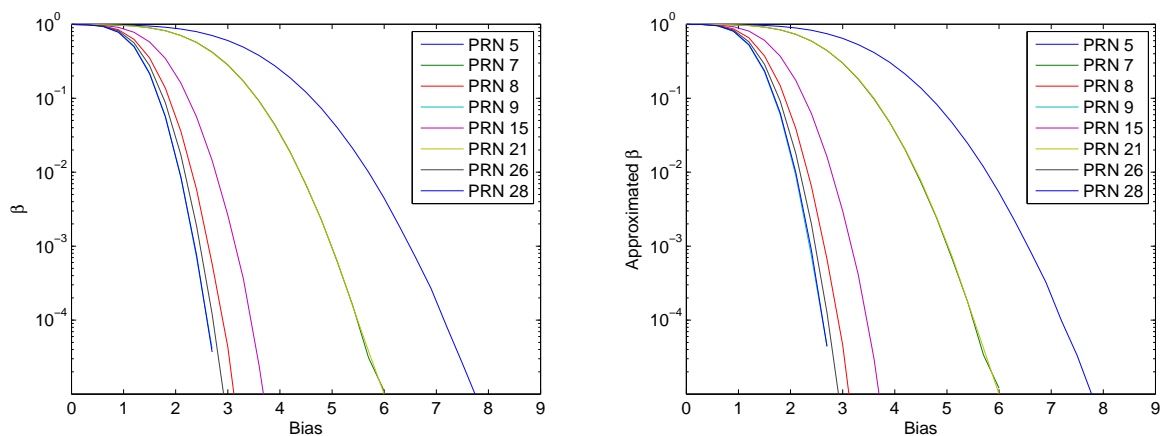 10^0
10^-1
10^-2
10^-3
10^-4
β
0 1 2 3 4 5 6 7 8 9
Bias
PRN 5
PRN 7
PRN 8
PRN 9
PRN 15
PRN 21
PRN 26
PRN 28
10^0
10^-1
10^-2
10^-3
10^-4
Approximated β
0 1 2 3 4 5 6 7 8 9
Bias
PRN 5
PRN 7
PRN 8
PRN 9
PRN 15
PRN 21
PRN 26
PRN 28